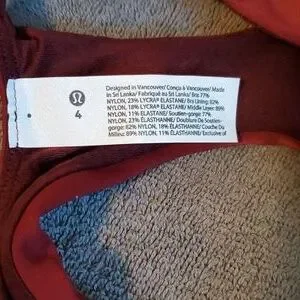 4
Designed in Vancouver/ Conçu à Vancouver/ Made
in Sri Lanka/ Fabriqué au Sri Lanka/ Bra 77%
NYLON, 23% LYCRA® ELASTANE/ Bra Lining: 82%
NYLON, 18% LYCRA® ELASTANE/ Middle Layer: 89%
NYLON, 11% ELASTANE/ Soutien-gorge: 77%
NYLON, 23% ÉLASTHANNE/ Doublure De Soutien-
gorge: 82% NYLON, 18% ÉLASTHANNE/ Couche Du
Milieu: 89% NYLON, 11% ÉLASTHANNE/ Exclusive of